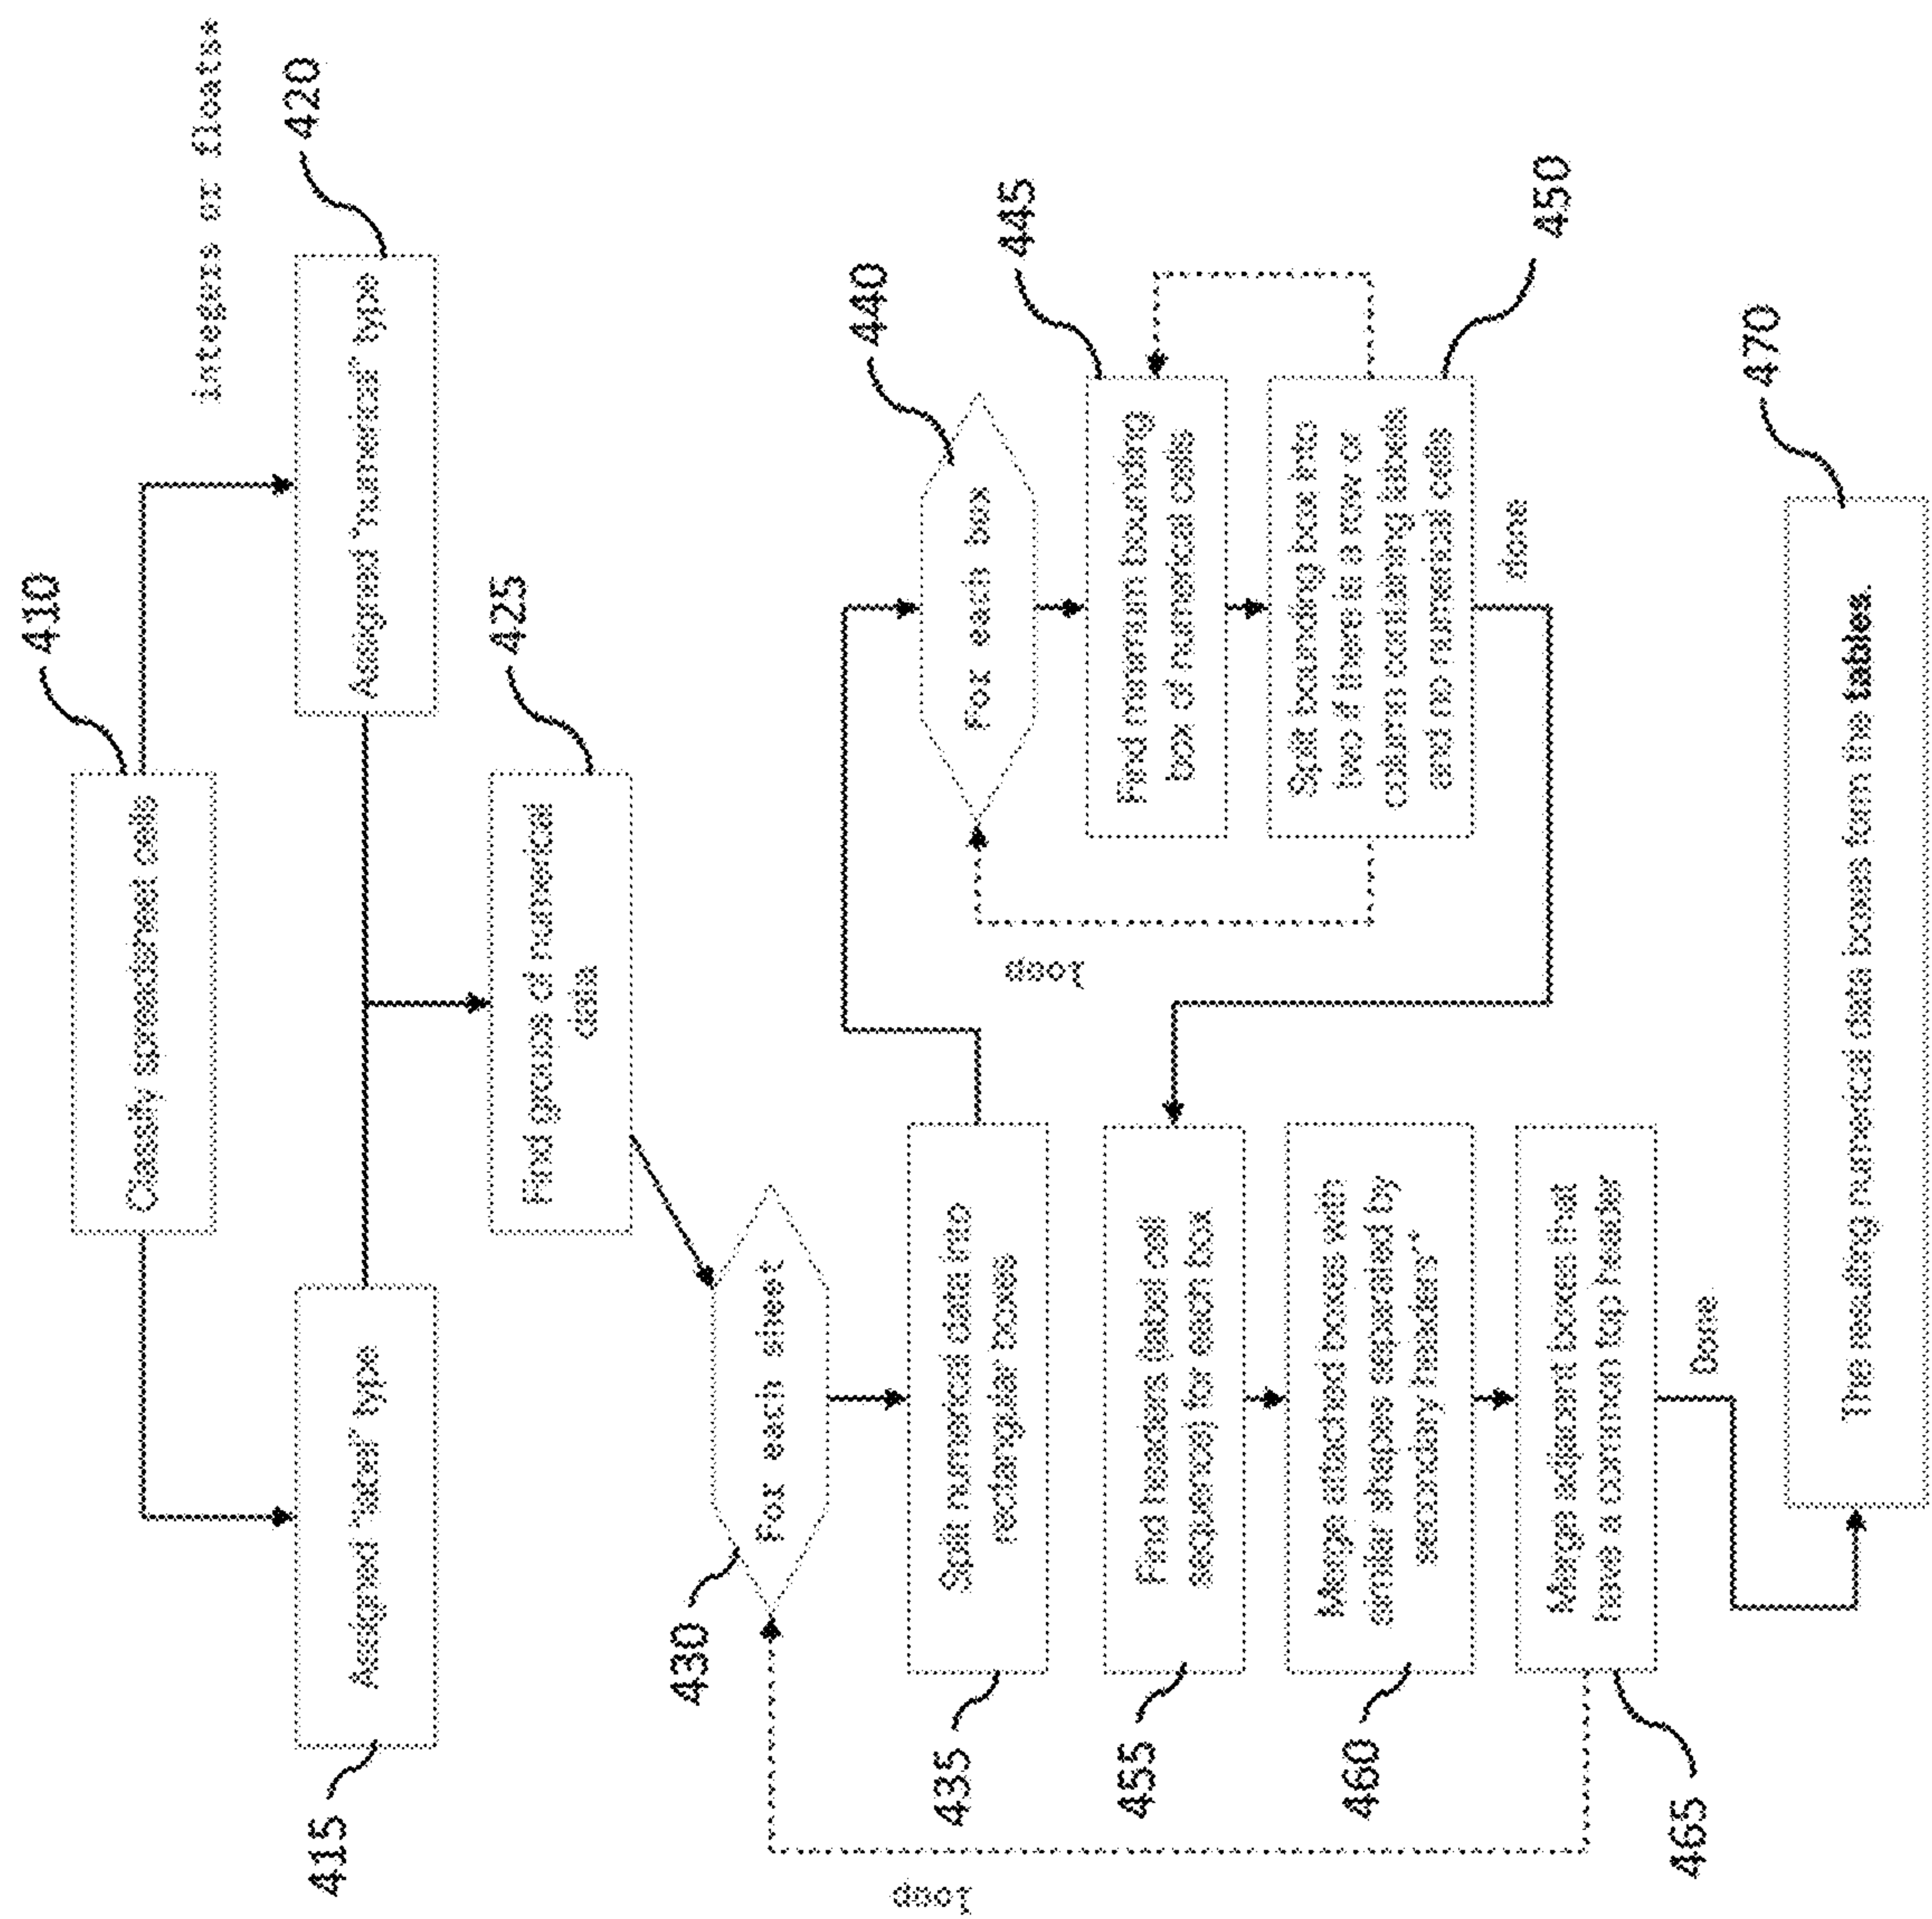 410
Classify spreadsheet cells
integers or floats*
415
Assigned "label" type
Assigned "numerical" type
420
425
Find groups of numerical
data
430
For each sheet
435
Split numerical data into
rectangular boxes
440
For each box
445
Find minimum bounding
box of numerical cells
450
Split bounding box into
two if there is a row or
column containing labels
and no numerical cells
loop
done
455
Find headers (label cell
sequence) for each box
460
Merge attached boxes with
similar shapes separated by
secondary headers*
465
Merge adjacent boxes that
have a common top header
loop
Done
470
The resulting numerical data boxes form the tables.